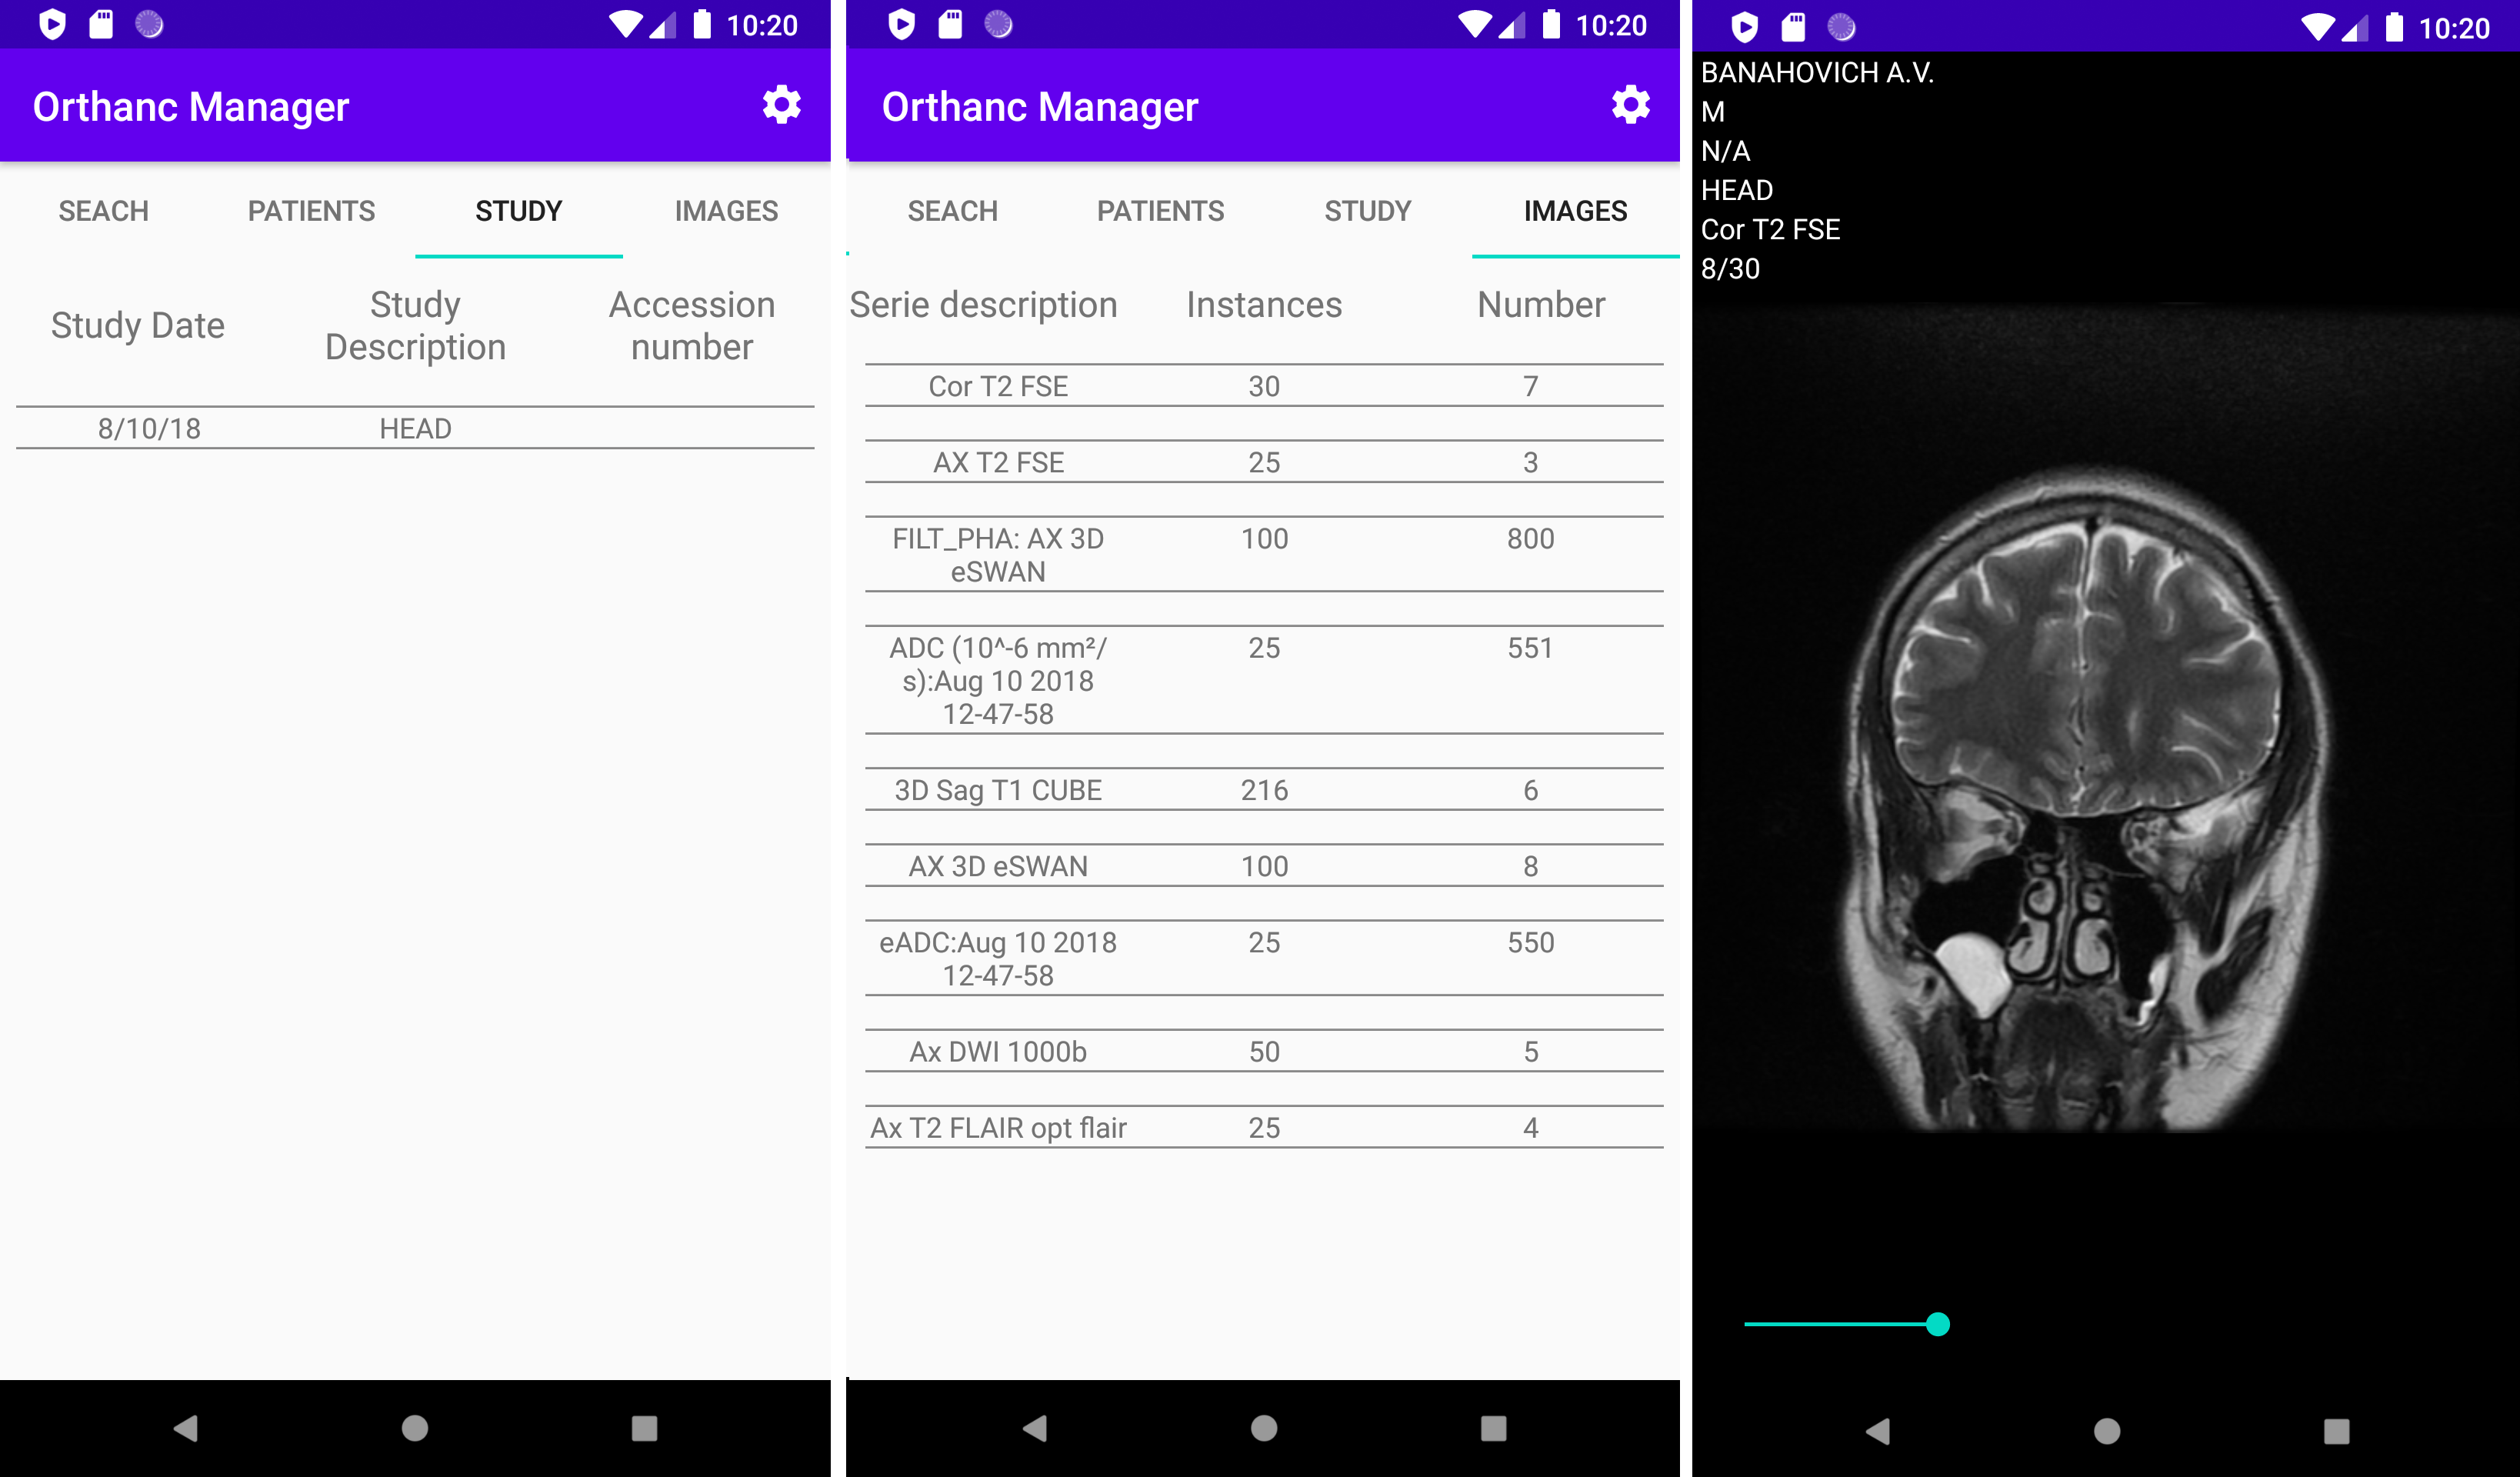 10:20
Orthanc Manager
SEACH PATIENTS STUDY IMAGES
Study Date Study Description Accession number
8/10/18 HEAD
10:20
Orthanc Manager
SEACH PATIENTS STUDY IMAGES
Serie description Instances Number
Cor T2 FSE 30 7
AX T2 FSE 25 3
FILT_PHA: AX 3D 100 800
eSWAN
ADC (10^-6 mm²/ 25 551
s):Aug 10 2018
12-47-58
3D Sag T1 CUBE 216 6
AX 3D eSWAN 100 8
eADC:Aug 10 2018 25 550
12-47-58
Ax DWI 1000b 50 5
Ax T2 FLAIR opt flair 25 4
10:20
BANAHOVICH A.V.
M
N/A
HEAD
Cor T2 FSE
8/30